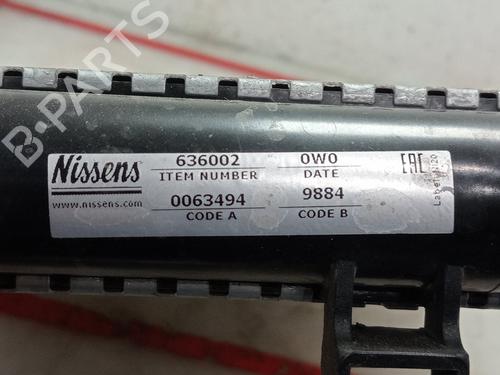 B-PARTS
Nissens
www.nissens.com
636002
ITEM NUMBER
0W0
DATE
0063494
CODE A
9884
CODE B
EAC